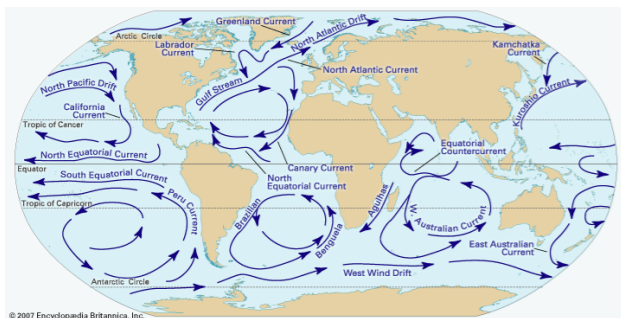 Greenland Current
North Atlantic Drift
Arctic Circle
Labrador
Current
Kamchatka
Current
North Atlantic Current
North Pacific Drift
Gulf Stream
California
Current
Kuroshio Current
Tropic of Cancer
Equatorial
Countercurrent
North Equatorial Current
Equator
Canary Current
South Equatorial Current
North
Equatorial Current
Tropic of Capricorn
Peru Current
Brazilian
Benguela
Agulhas
W. Australian Current
East Australian
Current
West Wind Drift
Antarctic Circle
© 2007 Encyclopædia Britannica, Inc.